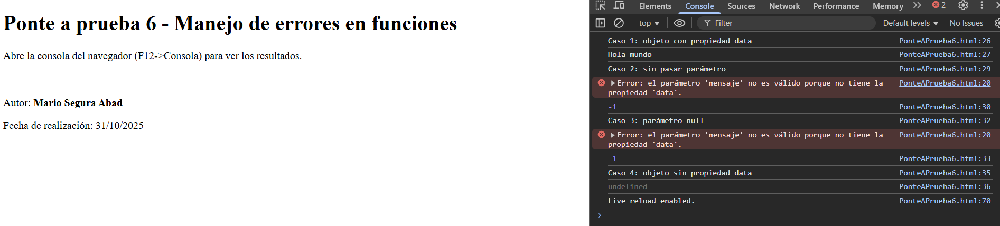 Ponte a prueba 6 - Manejo de errores en funciones
Abre la consola del navegador (F12->Consola) para ver los resultados.
Autor: Mario Segura Abad
Fecha de realización: 31/10/2025
Elements Console Sources Network Performance Memory 2
top Filter Default levels No Issues
Caso 1: objeto con propiedad data PonteAPrueba6.html:26
Hola mundo PonteAPrueba6.html:27
Caso 2: sin pasar parámetro PonteAPrueba6.html:29
Error: el parámetro 'mensaje' no es válido porque no tiene la PonteAPrueba6.html:20
propiedad 'data'.
-1 PonteAPrueba6.html:30
Caso 3: parámetro null PonteAPrueba6.html:32
Error: el parámetro 'mensaje' no es válido porque no tiene la PonteAPrueba6.html:20
propiedad 'data'.
-1 PonteAPrueba6.html:33
Caso 4: objeto sin propiedad data PonteAPrueba6.html:35
undefined PonteAPrueba6.html:36
Live reload enabled. PonteAPrueba6.html:70